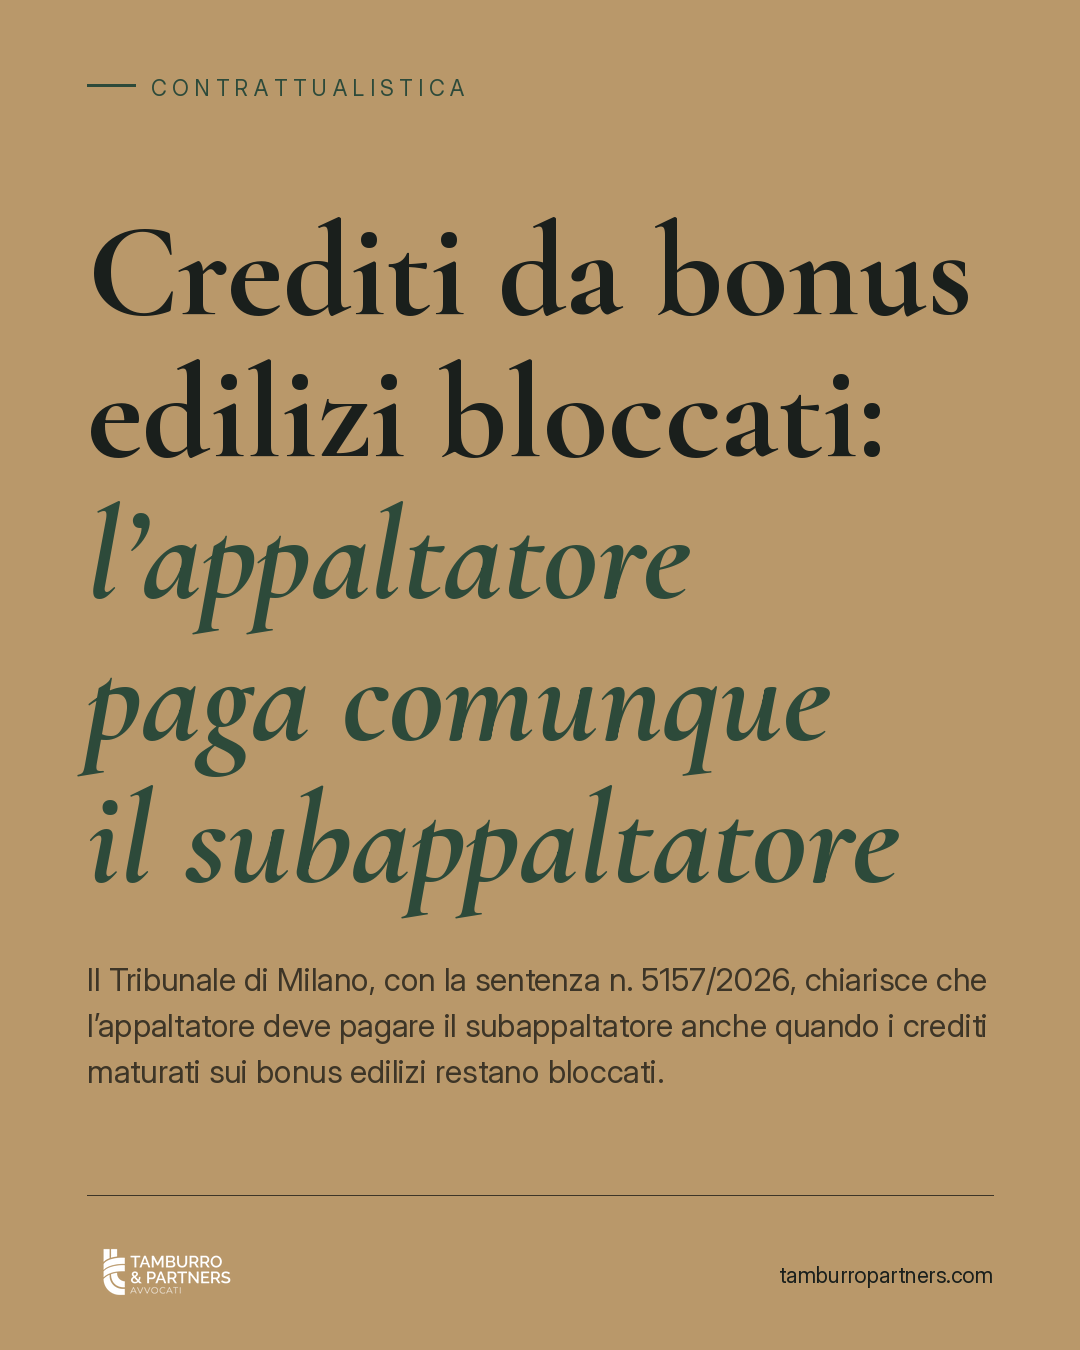 CONTRATTUALISTICA
Crediti da bonus
edilizi bloccati:
l’appaltatore
paga comunque
il subappaltatore
Il Tribunale di Milano, con la sentenza n. 5157/2026, chiarisce che
l’appaltatore deve pagare il subappaltatore anche quando i crediti
maturati sui bonus edilizi restano bloccati.
TAMBURRO
& PARTNERS
AVVOCATI
tamburropartners.com